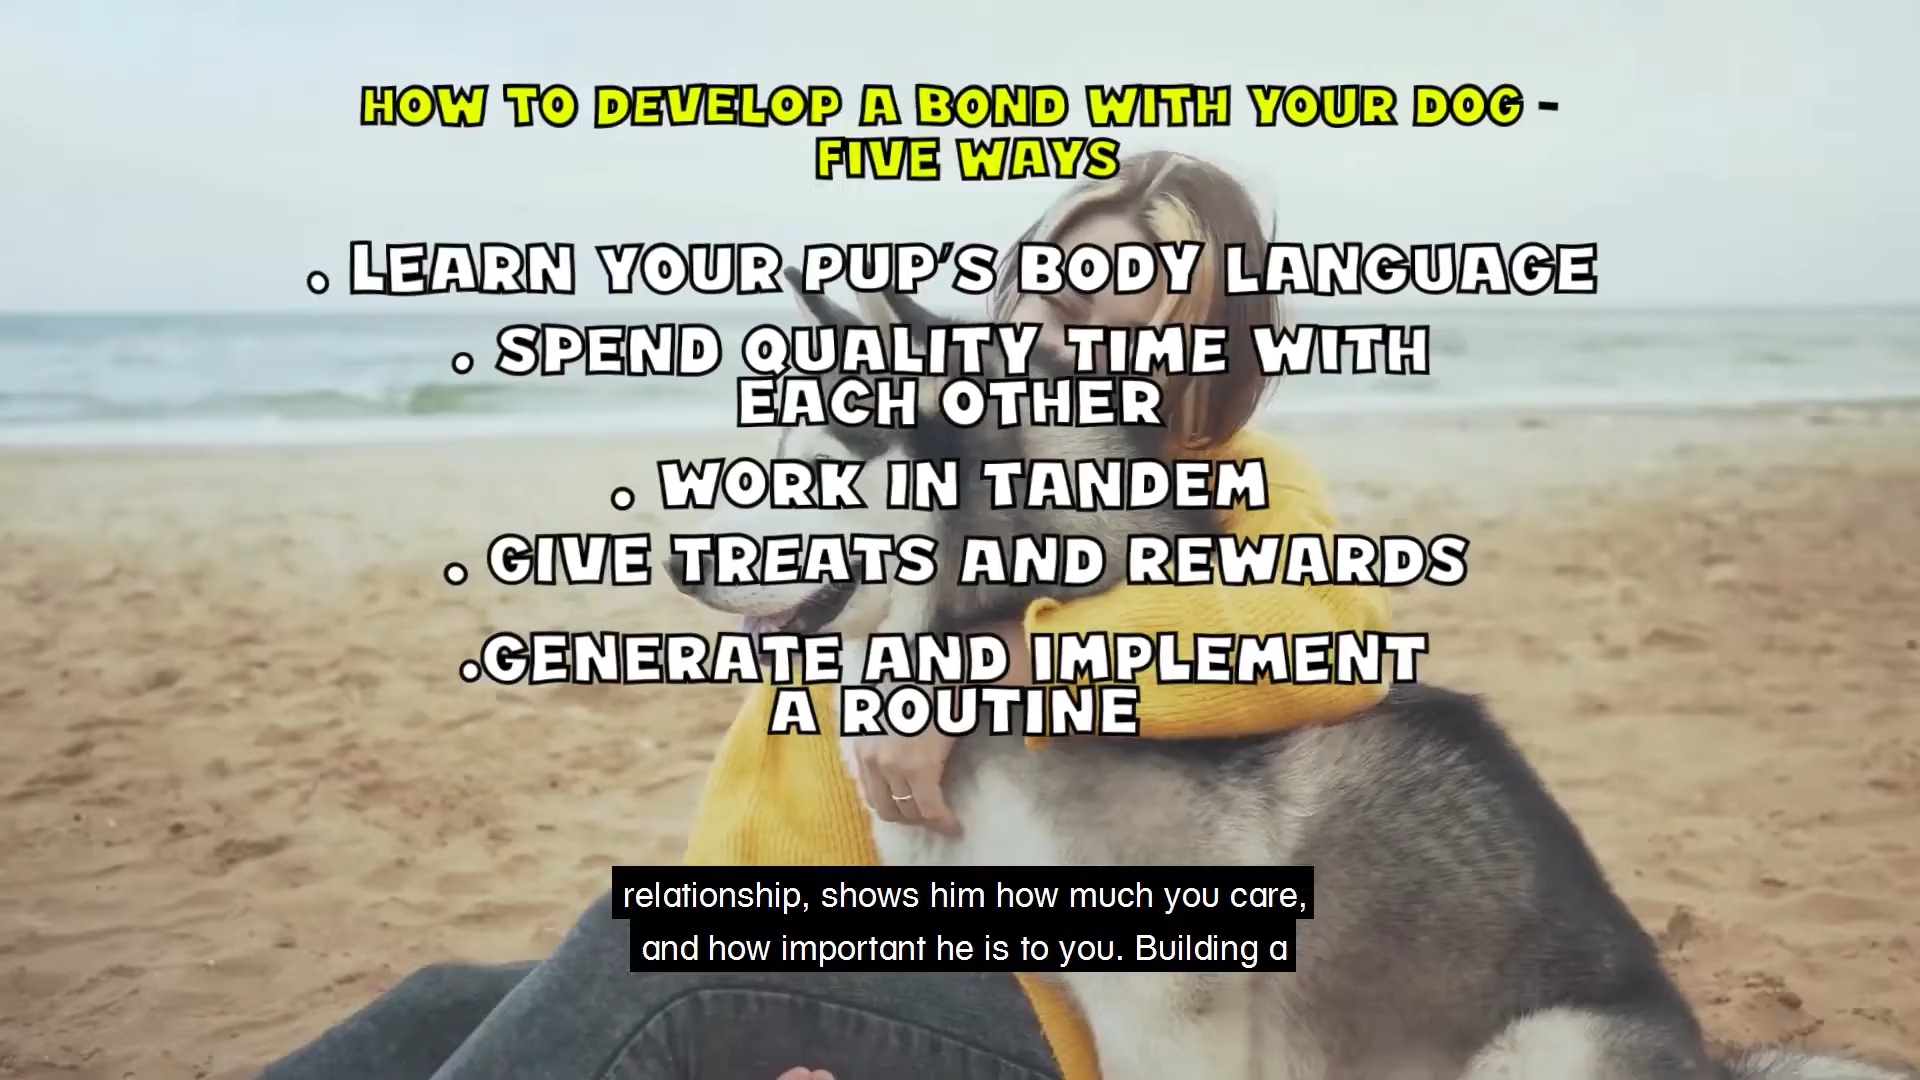 HOW TO DEVELOP A BOND WITH YOUR DOG -
FIVE WAYS
. LEARN YOUR PUP'S BODY LANGUAGE
. SPEND QUALITY TIME WITH
EACH OTHER
. WORK IN TANDEM
. GIVE TREATS AND REWARDS
.GENERATE AND IMPLEMENT
A ROUTINE
relationship, shows him how much you care,
and how important he is to you. Building a